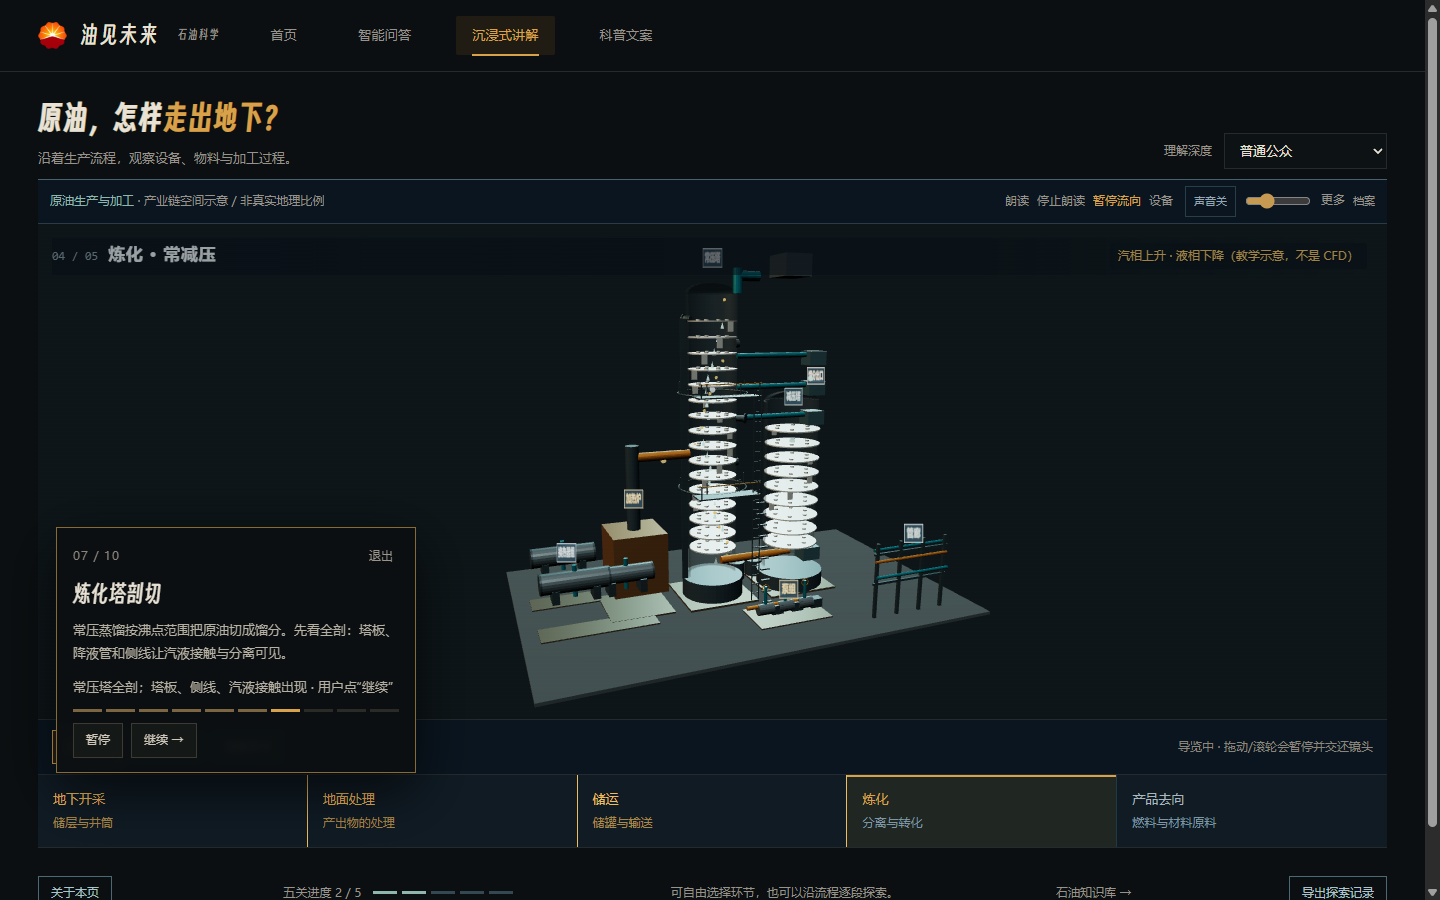 油见未来 石油科学 首页 智能问答 沉浸式讲解 科普文案
原油，怎样走出地下？
沿着生产流程，观察设备、物料与加工过程。
理解深度 普通公众
原油生产与加工 · 产业链空间示意 / 非真实地理比例
朗读 停止朗读 暂停流向 设备 声音关 更多 档案
04 / 05 炼化 • 常减压
汽相上升 · 液相下降（教学示意，不是 CFD）
常压塔
减压塔
加热炉
07 / 10 退出
炼化塔剖切
常压蒸馏按沸点范围把原油切成馏分。先看全剖：塔板、
降液管和侧线让汽液接触与分离可见。
常压塔全剖；塔板、侧线、汽液接触出现 · 用户点“继续”
暂停 继续 →
导览中 · 拖动/滚轮会暂停并交还镜头
地下开采
储层与井筒
地面处理
产出物的处理
储运
储罐与输送
炼化
分离与转化
产品去向
燃料与材料原料
关于本页 五关进度 2 / 5 可自由选择环节，也可以沿流程逐段探索。 石油知识库 → 导出探索记录